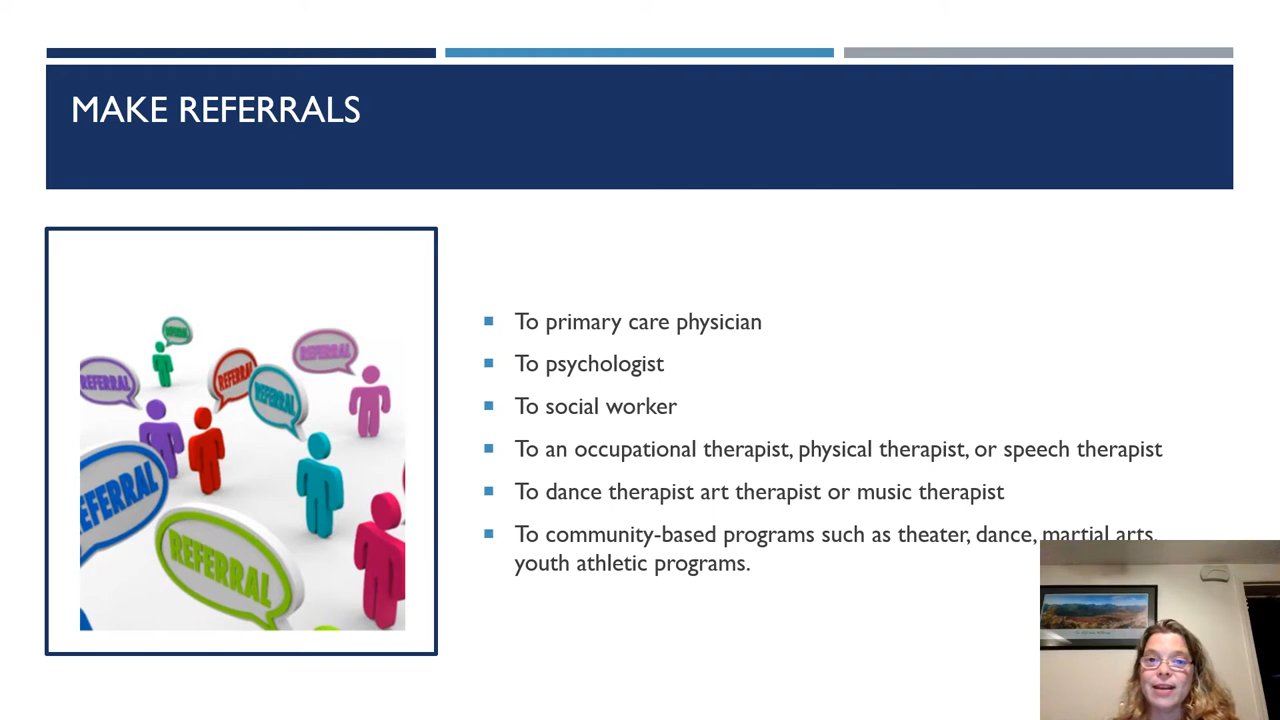 MAKE REFERRALS
REFERRAL
REFERRAL
REFERRAL
REFERRAL
REFERRAL
REFERRAL
To primary care physician
To psychologist
To social worker
To an occupational therapist, physical therapist, or speech therapist
To dance therapist art therapist or music therapist
To community-based programs such as theater, dance, martial arts,
youth athletic programs.